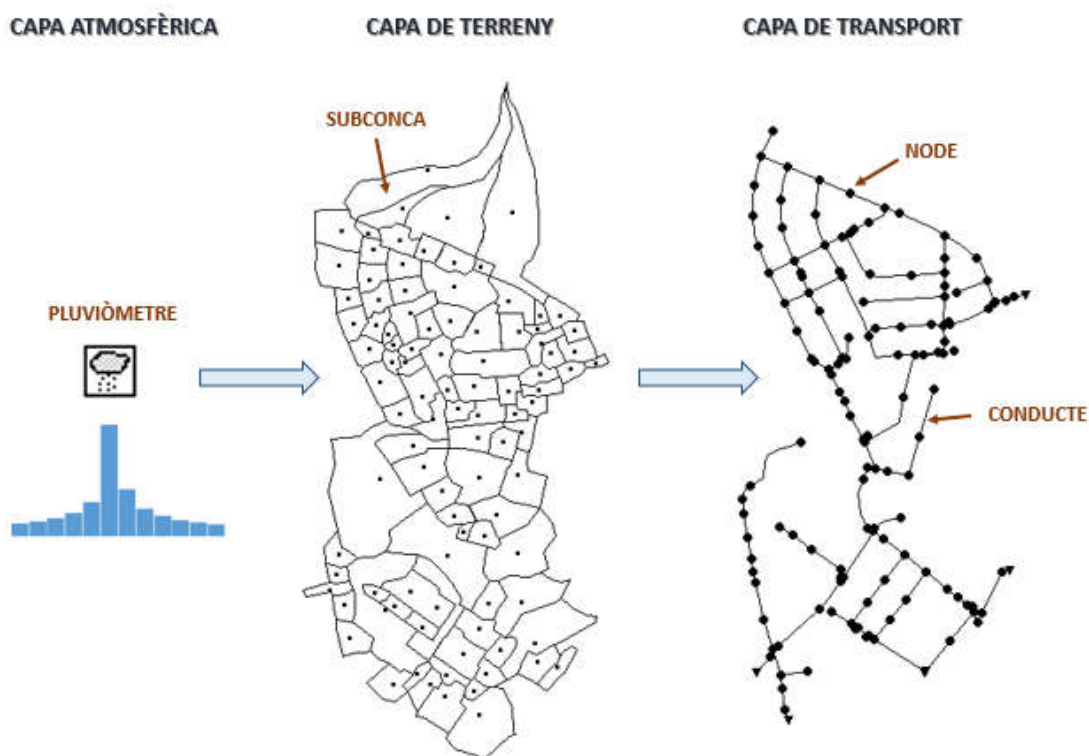 CAPA ATMOSFÈRICA
CAPA DE TERRENY
CAPA DE TRANSPORT
SUBCONCA
NODE
PLUVIÒMETRE
CONDUCTE